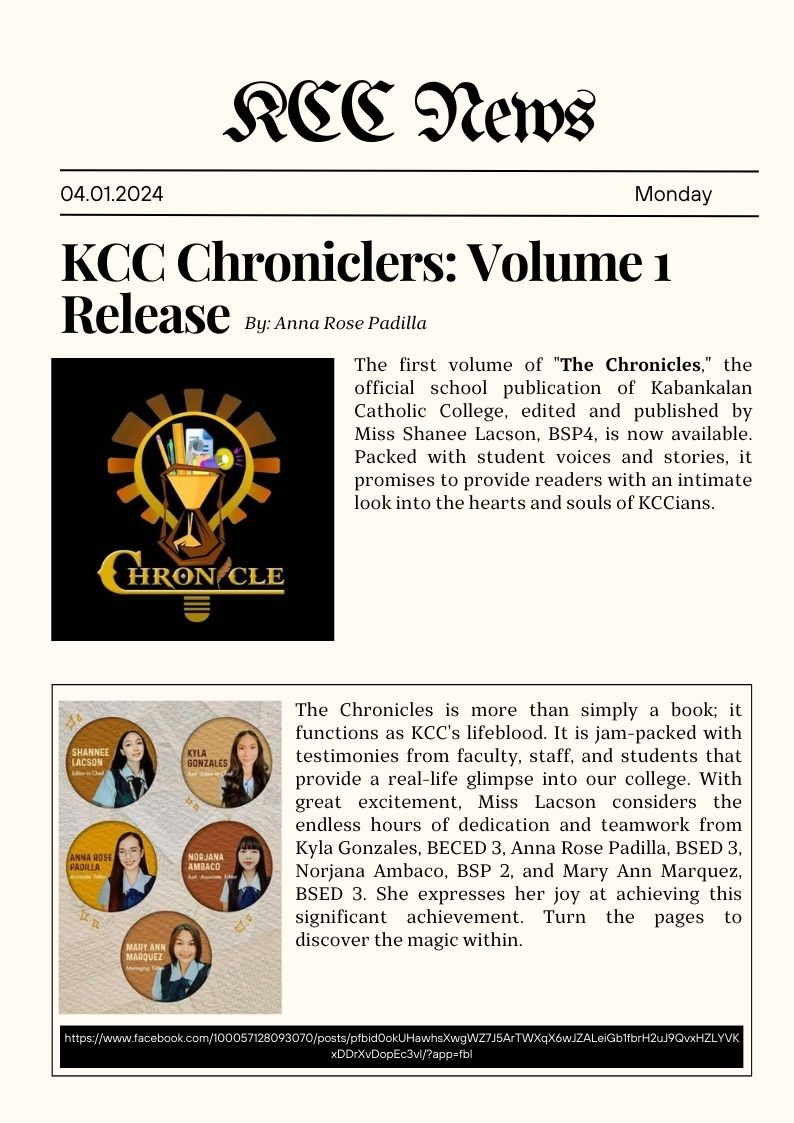 KCC News
04.01.2024 Monday
KCC Chroniclers: Volume 1
Release By: Anna Rose Padilla
The first volume of "The Chronicles," the
official school publication of Kabankalan
Catholic College, edited and published by
Miss Shanee Lacson, BSP4, is now available.
Packed with student voices and stories, it
promises to provide readers with an intimate
look into the hearts and souls of KCCians.
CHRONICLE
SHANNEE
LACSON
Editor-in-Chief
KYLA
GONZALES
Asst. Editor-in-Chief
ANNA ROSE
PADILLA
Associate Editor
NORJANA
AMBACO
Asst. Associate Editor
MARY ANN
MARQUEZ
Managing Editor
The Chronicles is more than simply a book; it
functions as KCC's lifeblood. It is jam-packed with
testimonies from faculty, staff, and students that
provide a real-life glimpse into our college. With
great excitement, Miss Lacson considers the
endless hours of dedication and teamwork from
Kyla Gonzales, BECED 3, Anna Rose Padilla, BSED 3,
Norjana Ambaco, BSP 2, and Mary Ann Marquez,
BSED 3. She expresses her joy at achieving this
significant achievement. Turn the pages to
discover the magic within.
https://www.facebook.com/100057128093070/posts/pfbid0okUHawhsXwgWZ7J5ArTWXqX6wJZALeiGb1fbrH2uJ9QvxHZLYVK
xDDrXvDopEc3vl/?app=fbl